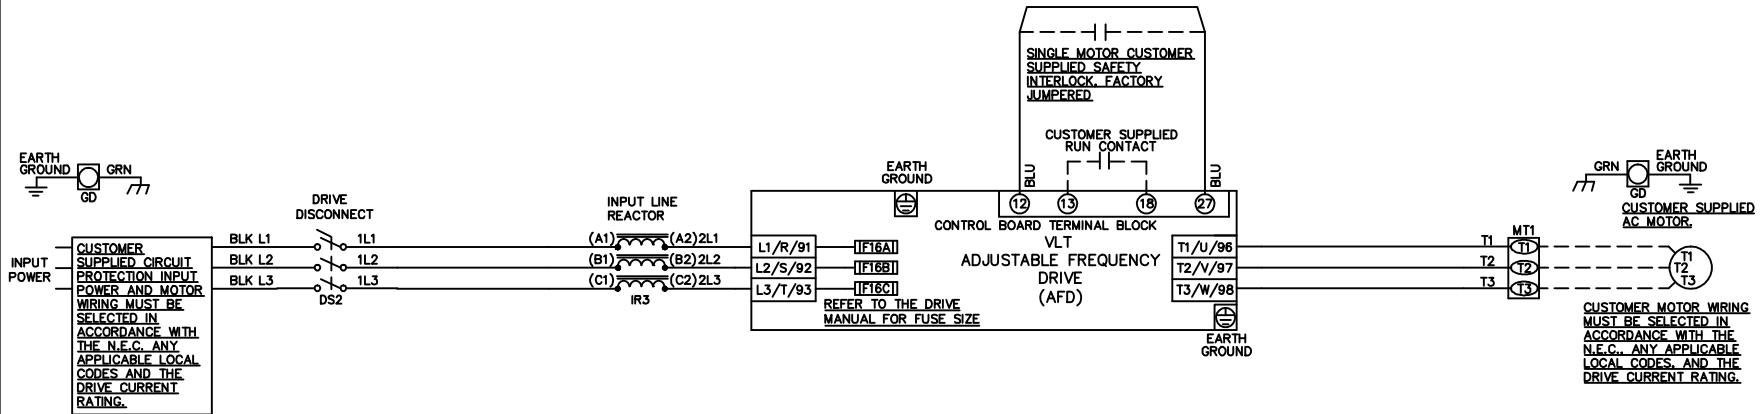 SINGLE MOTOR CUSTOMER
SUPPLIED SAFETY
INTERLOCK, FACTORY
JUMPERED
CUSTOMER SUPPLIED
RUN CONTACT
BLU
BLU
EARTH
GROUND
GRN
GD
EARTH
GROUND
12
13
18
27
CONTROL BOARD TERMINAL BLOCK
GRN
EARTH
GROUND
GD
CUSTOMER SUPPLIED
AC MOTOR.
DRIVE
DISCONNECT
INPUT LINE
REACTOR
INPUT
POWER
CUSTOMER
SUPPLIED CIRCUIT
PROTECTION INPUT
POWER AND MOTOR
WIRING MUST BE
SELECTED IN
ACCORDANCE WITH
THE N.E.C. ANY
APPLICABLE LOCAL
CODES AND THE
DRIVE CURRENT
RATING.
BLK L1
BLK L2
BLK L3
1L1
1L2
1L3
DS2
(A1)
(A2)2L1
(B1)
(B2)2L2
(C1)
(C2)2L3
IR3
L1/R/91
L2/S/92
L3/T/93
F16A
F16B
F16C
REFER TO THE DRIVE
MANUAL FOR FUSE SIZE
VLT
ADJUSTABLE FREQUENCY
DRIVE
(AFD)
T1/U/96
T2/V/97
T3/W/98
EARTH
GROUND
T1
T2
T3
MT1
T1
T2
T3
T1
T2
T3
CUSTOMER MOTOR WIRING
MUST BE SELECTED IN
ACCORDANCE WITH THE
N.E.C., ANY APPLICABLE
LOCAL CODES, AND THE
DRIVE CURRENT RATING.